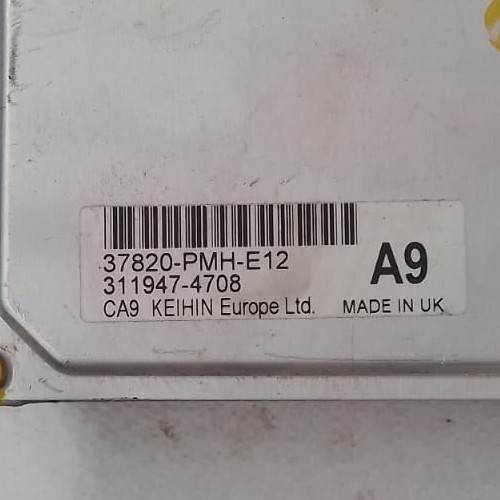 37820-PMH-E12
311947-4708
A9
CA9 KEIHIN Europe Ltd. MADE IN UK